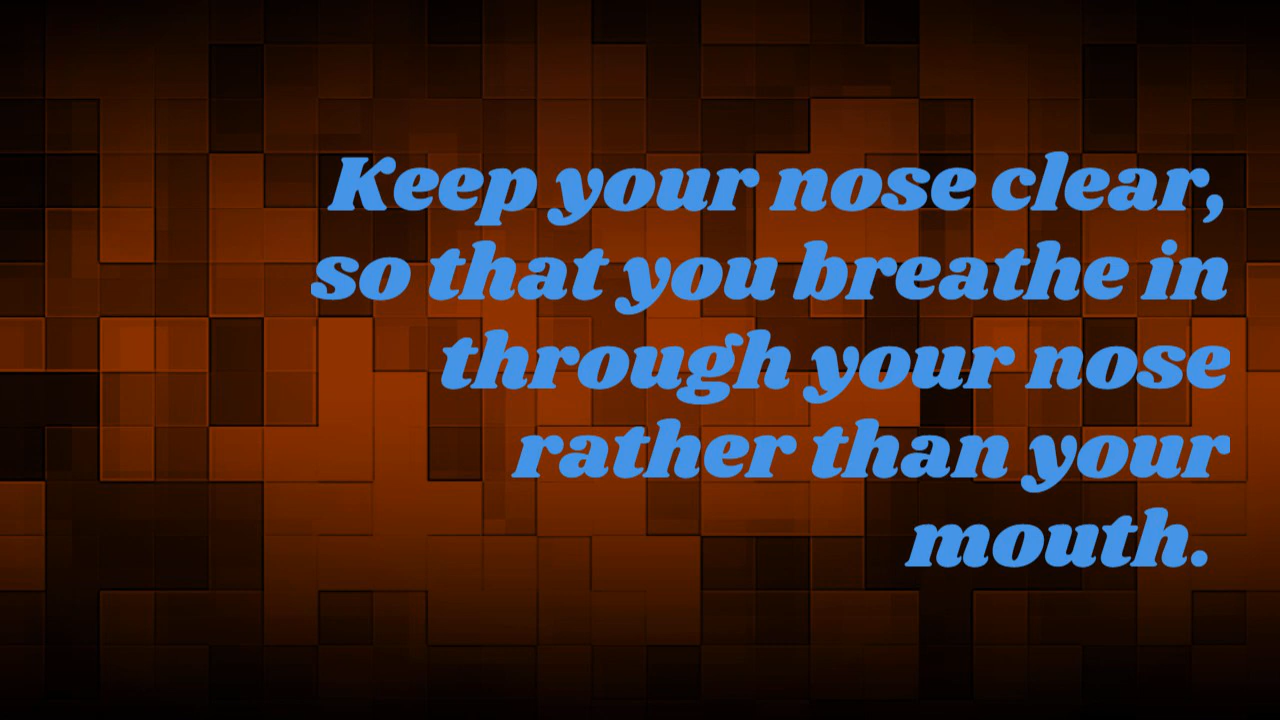 Keep your nose clear,
so that you breathe in
through your nose
rather than your
mouth.